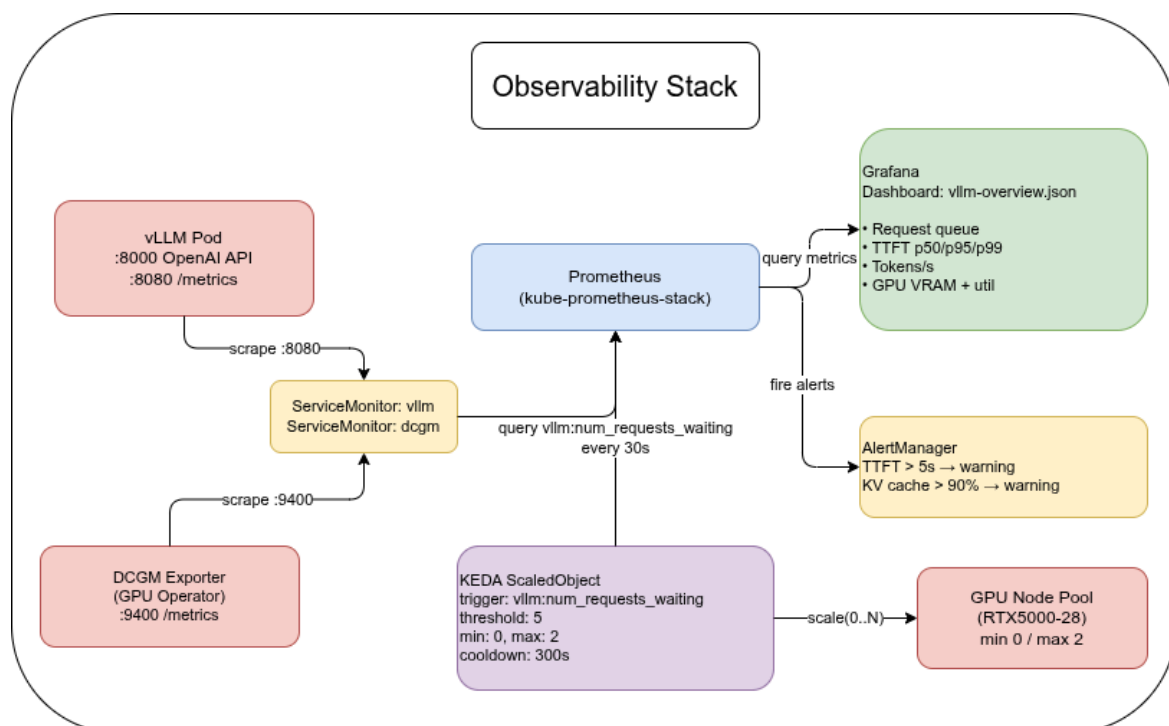 Observability Stack
vLLM Pod
:8000 OpenAI API
:8080 /metrics
scrape :8080
ServiceMonitor: vllm
ServiceMonitor: dcgm
scrape :9400
DCGM Exporter
(GPU Operator)
:9400 /metrics
Prometheus
(kube-prometheus-stack)
query vllm:num_requests_waiting
every 30s
KEDA ScaledObject
trigger: vllm:num_requests_waiting
threshold: 5
min: 0, max: 2
cooldown: 300s
query metrics
Grafana
Dashboard: vllm-overview.json
• Request queue
• TTFT p50/p95/p99
• Tokens/s
• GPU VRAM + util
fire alerts
AlertManager
TTFT > 5s → warning
KV cache > 90% → warning
scale(0..N)
GPU Node Pool
(RTX5000-28)
min 0 / max 2